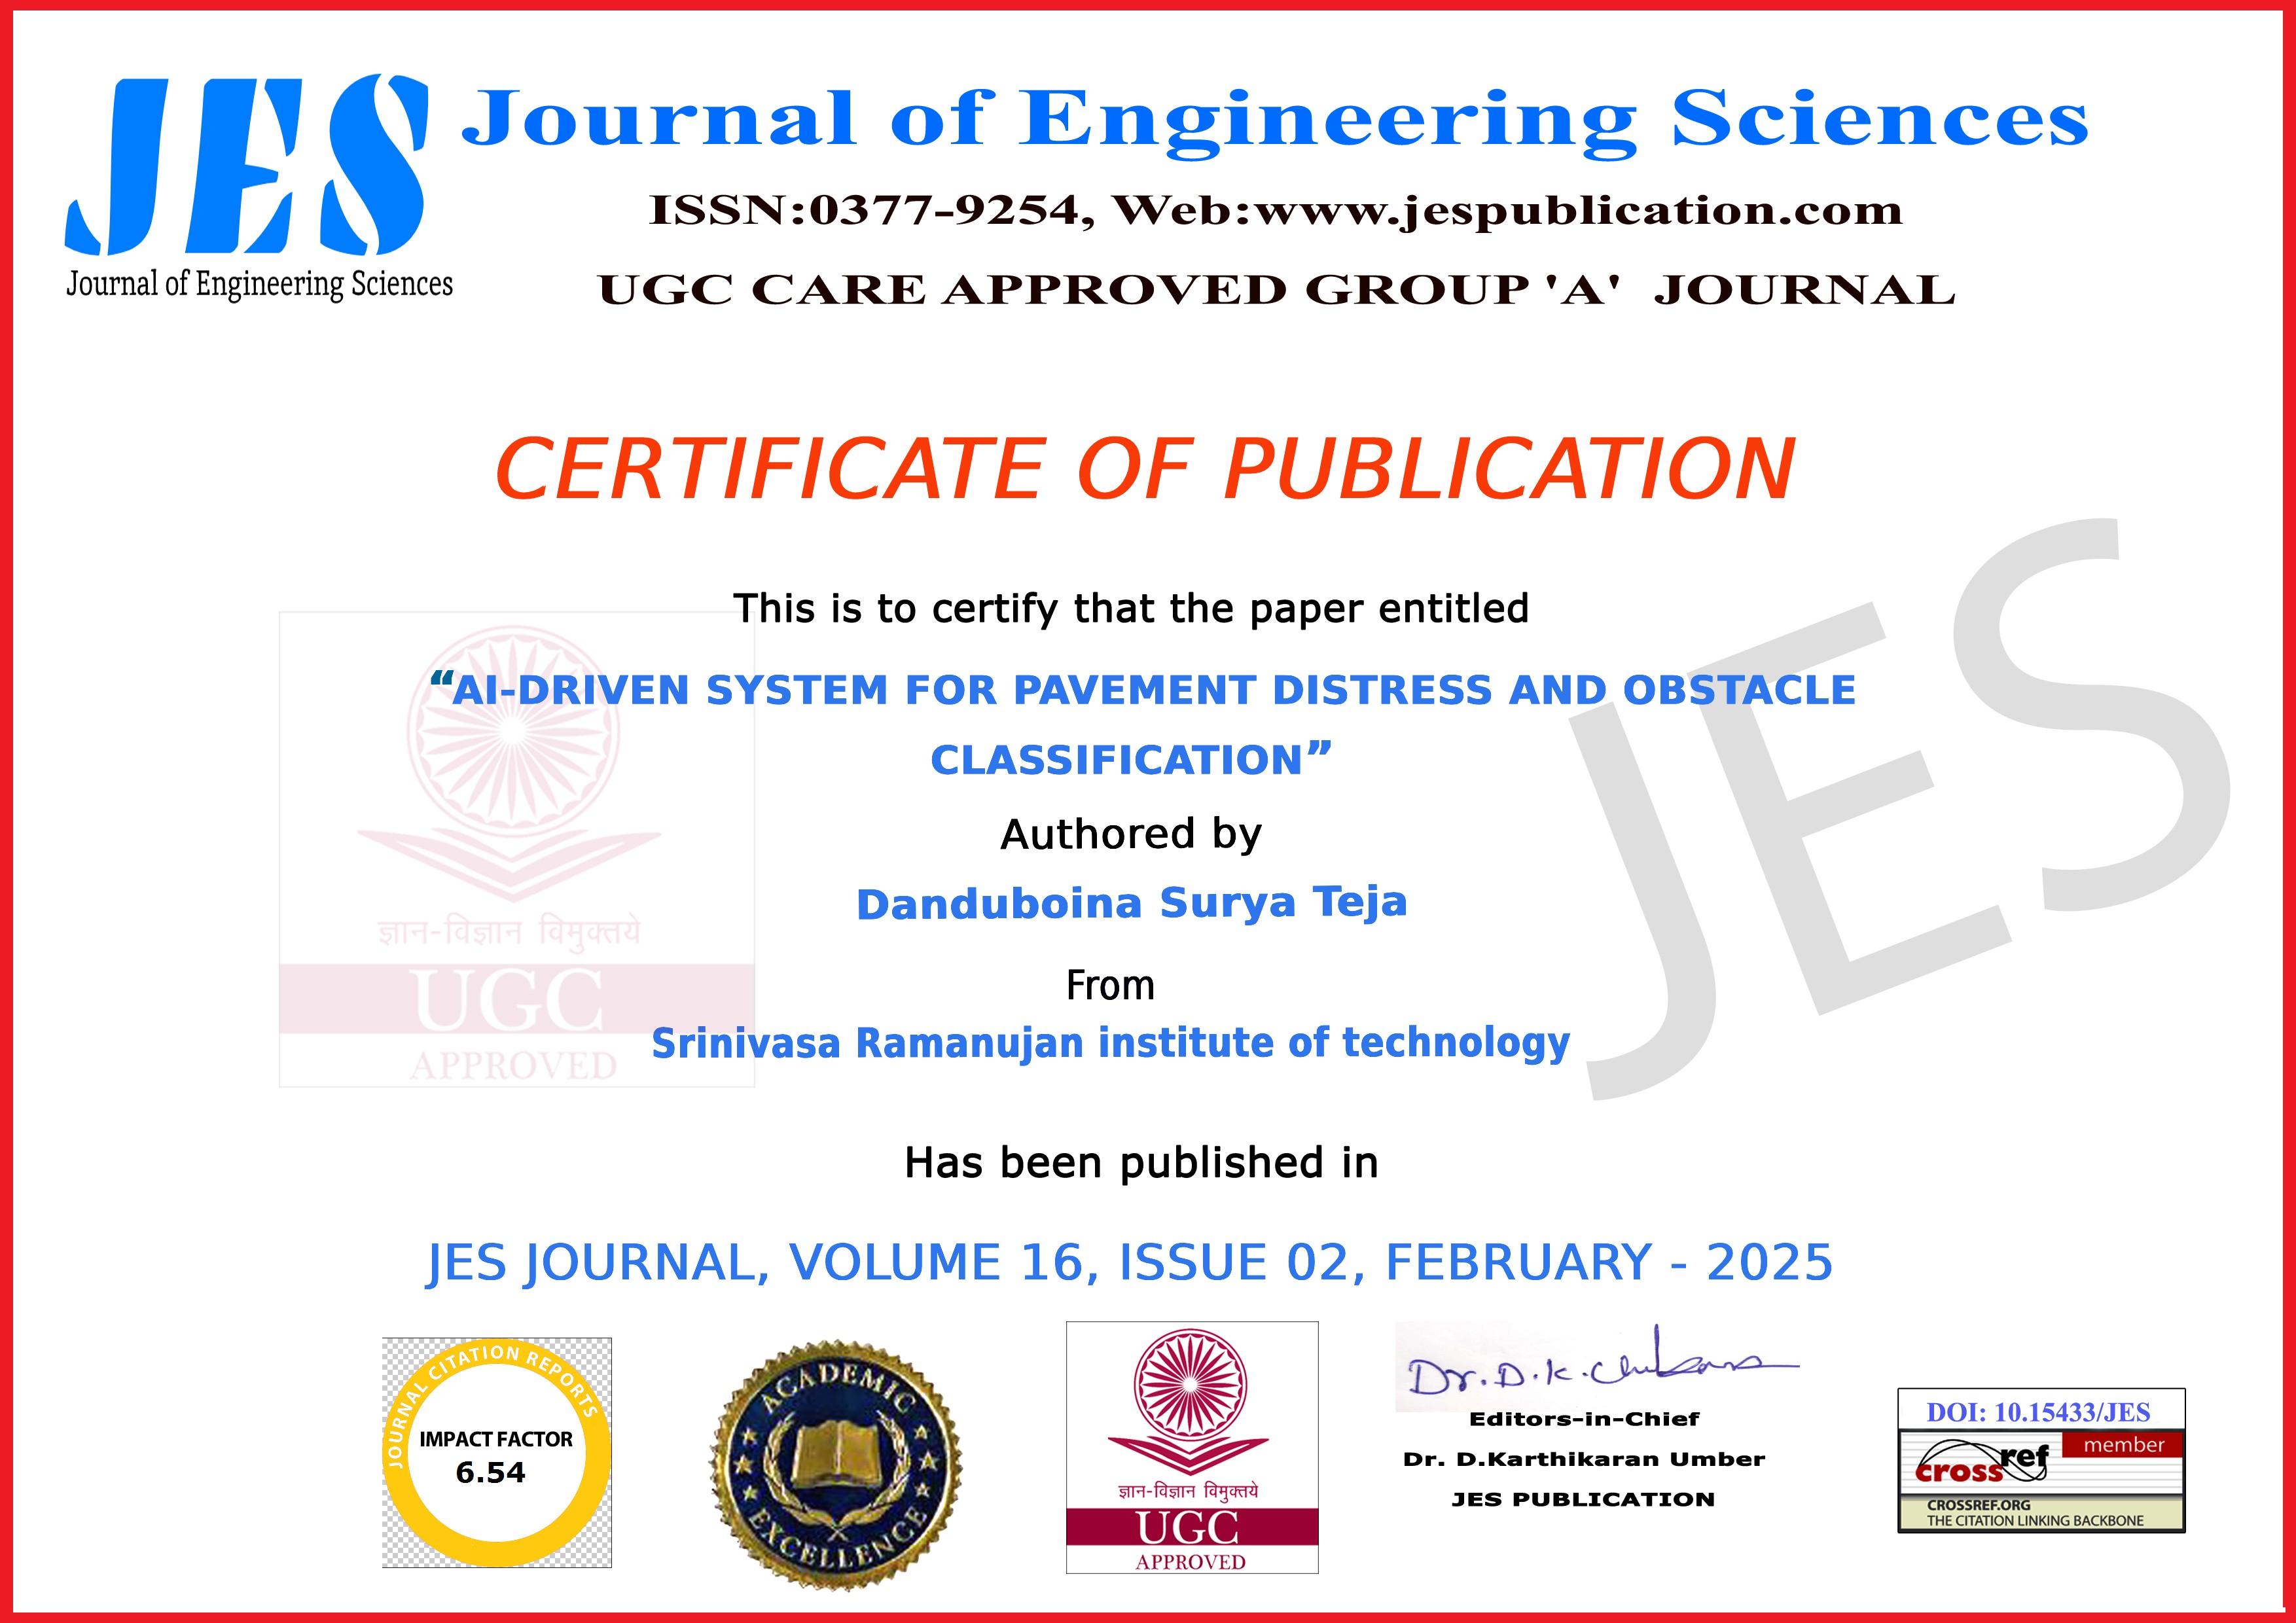 JES
Journal of Engineering Sciences
Journal of Engineering Sciences
ISSN:0377-9254, Web:www.jespublication.com
UGC CARE APPROVED GROUP 'A' JOURNAL
CERTIFICATE OF PUBLICATION
This is to certify that the paper entitled
“AI-DRIVEN SYSTEM FOR PAVEMENT DISTRESS AND OBSTACLE
CLASSIFICATION”
Authored by
Danduboina Surya Teja
From
Srinivasa Ramanujan institute of technology
ज्ञान-विज्ञान विमुक्तये
UGC
APPROVED
JES
Has been published in
JES JOURNAL, VOLUME 16, ISSUE 02, FEBRUARY - 2025
JOURNAL CITATION REPORTS
IMPACT FACTOR
6.54
ACADEMIC
EXCELLENCE
ज्ञान-विज्ञान विमुक्तये
UGC
APPROVED
Dr. D. K.
Editors-in-Chief
Dr. D.Karthikaran Umber
JES PUBLICATION
DOI: 10.15433/JES
member
crossref
CROSSREF.ORG
THE CITATION LINKING BACKBONE